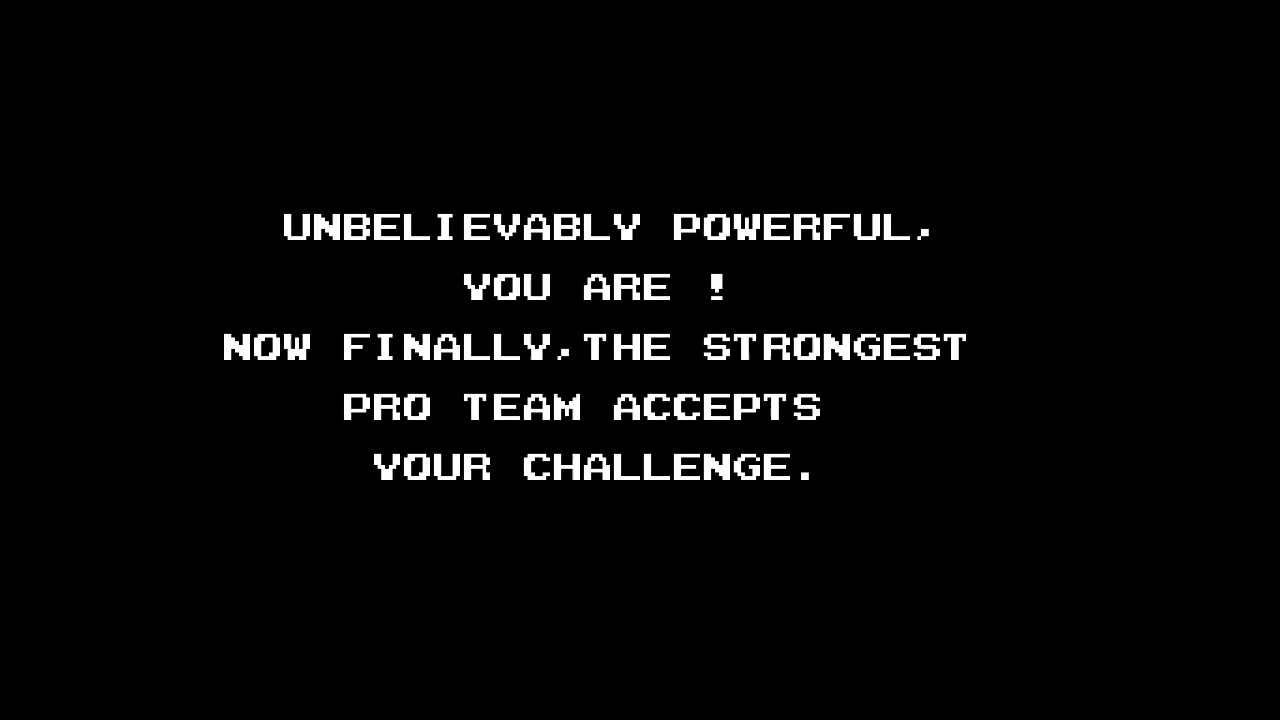 UNBELIEVABLY POWERFUL,
YOU ARE !
NOW FINALLY,THE STRONGEST
PRO TEAM ACCEPTS
YOUR CHALLENGE.